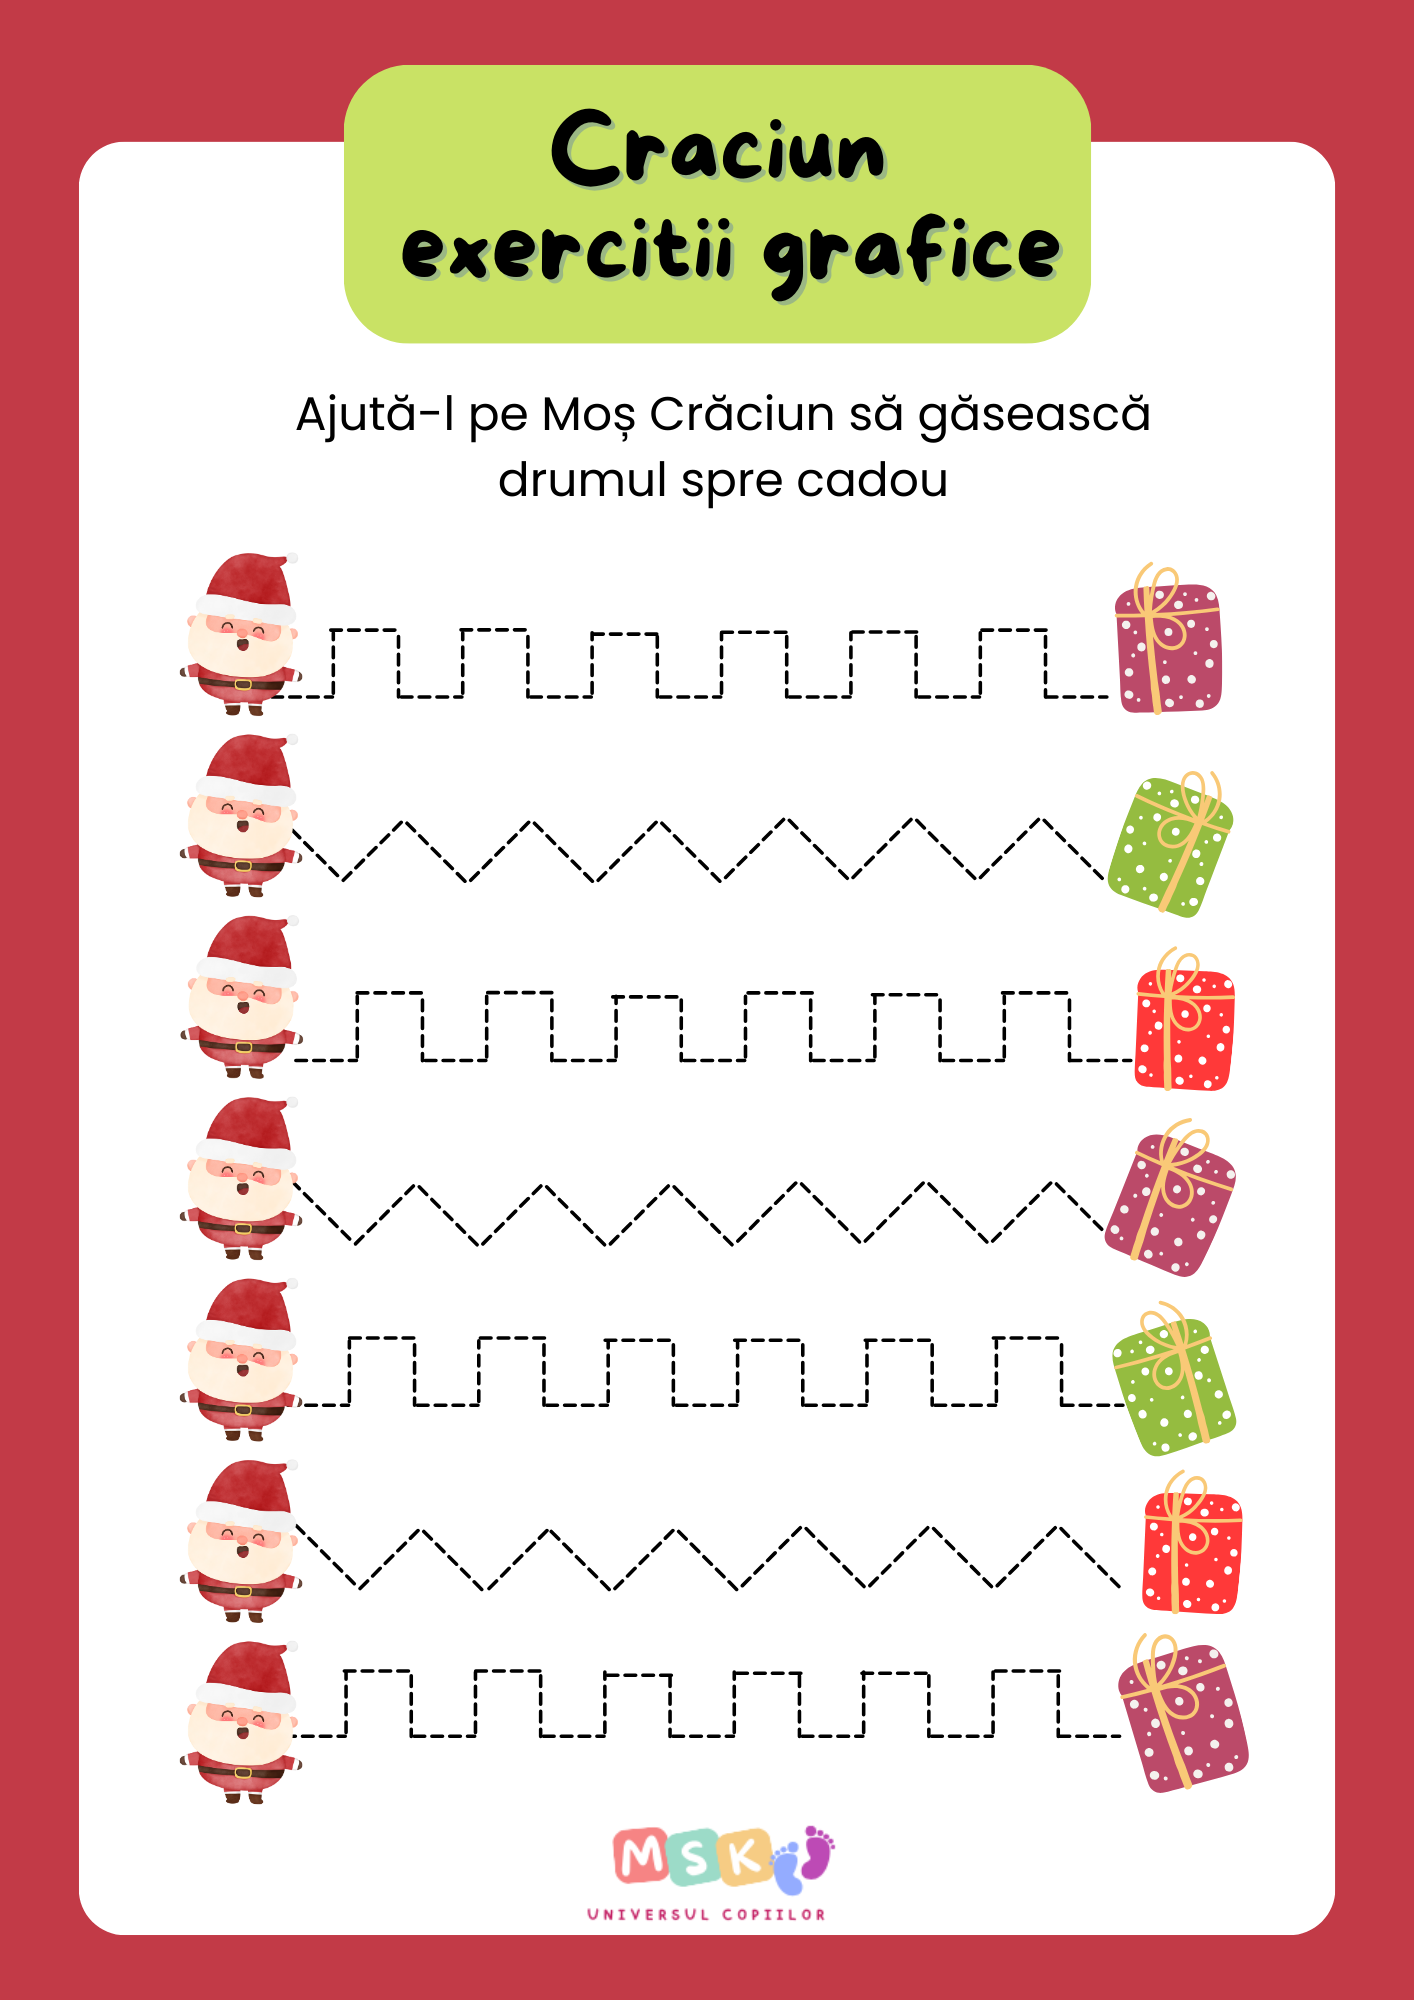 Craciun
exercitii grafice
Ajută-l pe Moș Crăciun să găsească
drumul spre cadou
MSK
UNIVERSUL COPIILOR